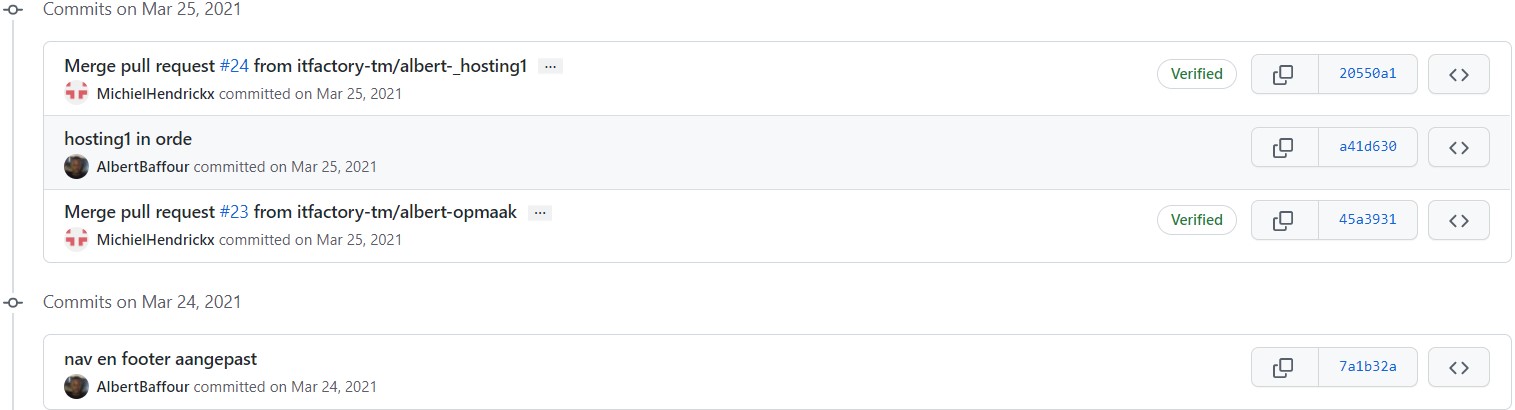 Commits on Mar 25, 2021
Merge pull request #24 from itfactory-tm/albert-_hosting1 ...
Verified
20550a1
MichielHendrickx committed on Mar 25, 2021
hosting1 in orde
a41d630
AlbertBaffour committed on Mar 25, 2021
Merge pull request #23 from itfactory-tm/albert-opmaak ...
Verified
45a3931
MichielHendrickx committed on Mar 25, 2021
Commits on Mar 24, 2021
nav en footer aangepast
7a1b32a
AlbertBaffour committed on Mar 24, 2021